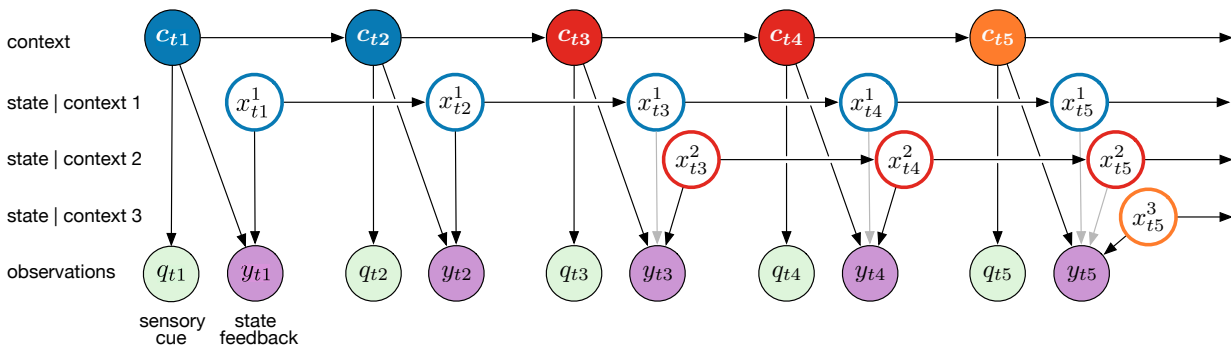 context c_{t1} c_{t2} c_{t3} c_{t4} c_{t5}
state | context 1 x^1_{t1} x^1_{t2} x^1_{t3} x^1_{t4} x^1_{t5}
state | context 2 x^2_{t3} x^2_{t4} x^2_{t5}
state | context 3 x^3_{t5}
observations q_{t1} y_{t1} q_{t2} y_{t2} q_{t3} y_{t3} q_{t4} y_{t4} q_{t5} y_{t5}
sensory state
cue feedback